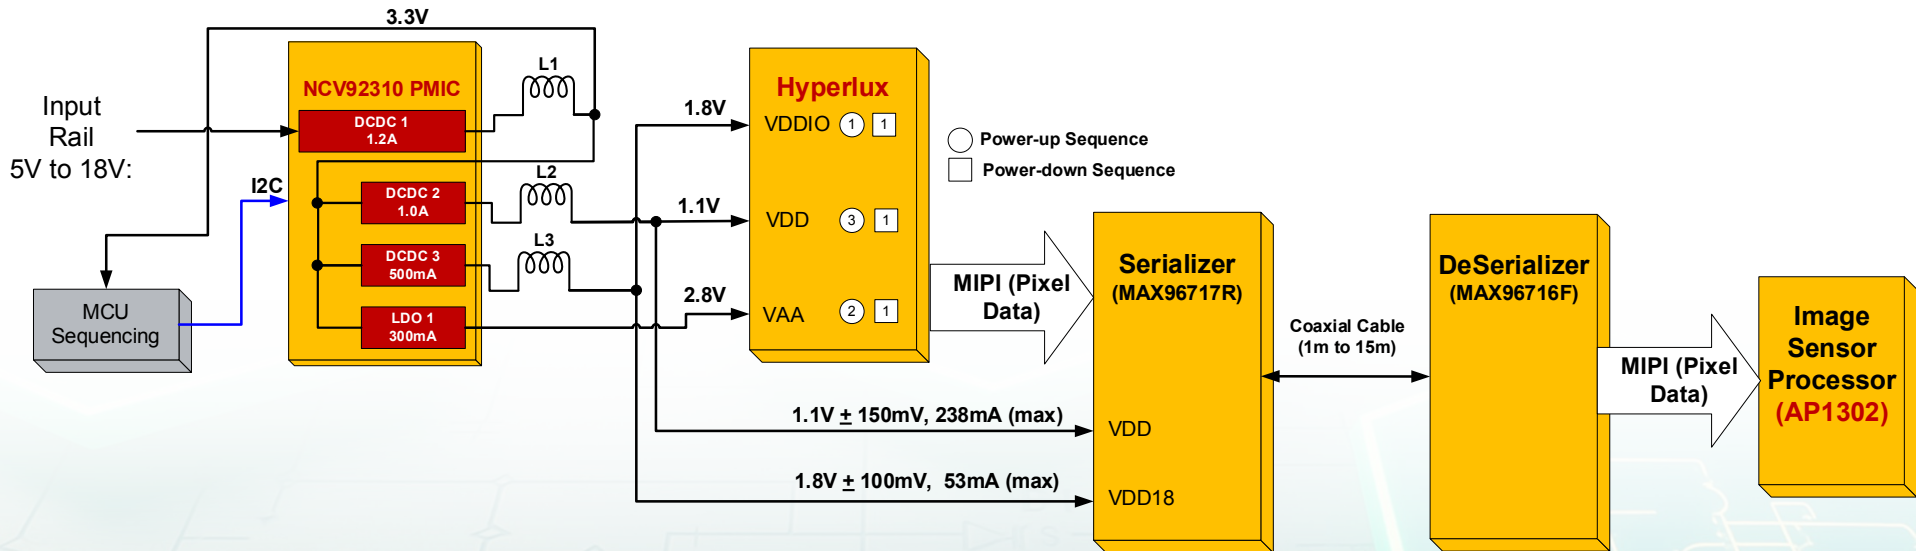 3.3V
Input
Rail
5V to 18V:
I2C
MCU
Sequencing
NCV92310 PMIC
DCDC 1
1.2A
DCDC 2
1.0A
DCDC 3
500mA
LDO 1
300mA
L1
L2
L3
1.8V
1.1V
2.8V
Hyperlux
VDDIO 1 1
VDD 3 1
VAA 2 1
Power-up Sequence
Power-down Sequence
MIPI (Pixel
Data)
1.1V ± 150mV, 238mA (max)
1.8V ± 100mV, 53mA (max)
Serializer
(MAX96717R)
VDD
VDD18
Coaxial Cable
(1m to 15m)
DeSerializer
(MAX96716F)
MIPI (Pixel
Data)
Image
Sensor
Processor
(AP1302)